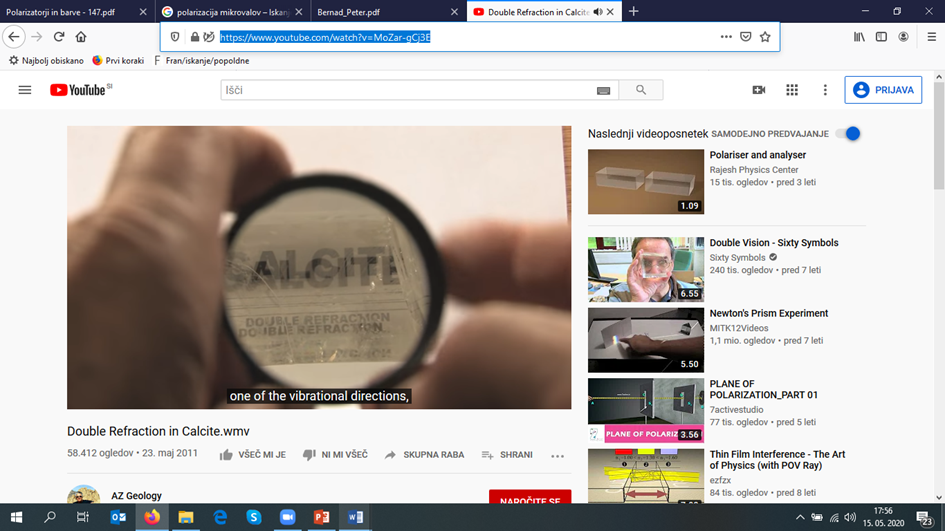 Polarizatorji in barve - 147.pdf
polarizacija mikrovalov – Iskanj
Bernad_Peter.pdf
Double Refraction in Calcite
https://www.youtube.com/watch?v=MoZar-gCj3E
Najbolj obiskano
Prvi koraki
Fran/iskanje/popoldne
YouTube SI
Išči
PRIJAVA
CALCITE
DOUBLE REFRACTION
DOUBLE REFRACTION
one of the vibrational directions,
Double Refraction in Calcite.wmv
58.412 ogledov • 23. maj 2011
VŠEČ MI JE
NI MI VŠEČ
SKUPNA RABA
SHRANI
AZ Geology
NAROČITE SE
Naslednji videoposnetek
SAMODEJNO PREDVAJANJE
Polariser and analyser
Rajesh Physics Center
15 tis. ogledov • pred 3 leti
1.09
Double Vision - Sixty Symbols
Sixty Symbols
240 tis. ogledov • pred 7 leti
6.55
Newton's Prism Experiment
MITK12Videos
1,1 mio. ogledov • pred 7 leti
5.50
PLANE OF
POLARIZATION_PART 01
7activestudio
77 tis. ogledov • pred 5 leti
PLANE OF POLARIZ
3.56
Thin Film Interference - The Art
of Physics (with POV Ray)
ezfzx
84 tis. ogledov • pred 8 leti
17:56
15. 05. 2020
23